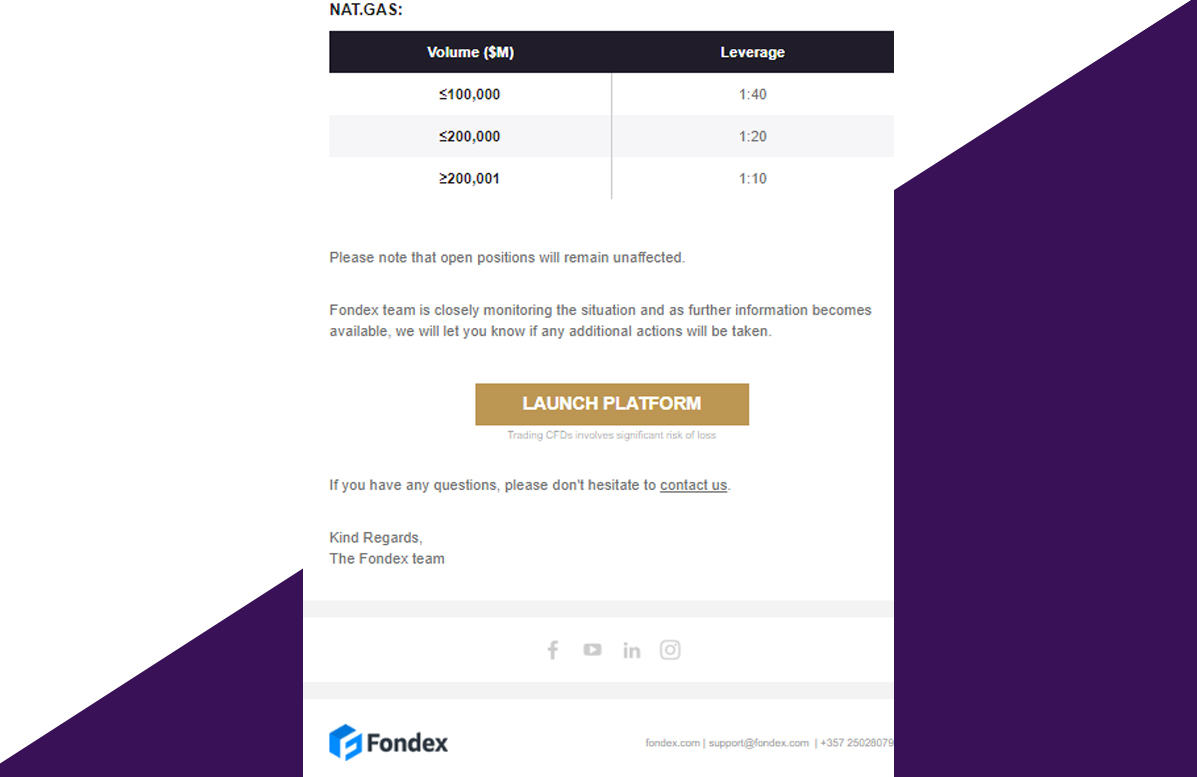 NAT.GAS:
Volume ($M) Leverage
≤100,000 1:40
≤200,000 1:20
≥200,001 1:10
Please note that open positions will remain unaffected.
Fondex team is closely monitoring the situation and as further information becomes
available, we will let you know if any additional actions will be taken.
LAUNCH PLATFORM
Trading CFDs involves significant risk of loss
If you have any questions, please don't hesitate to contact us.
Kind Regards,
The Fondex team
Fondex fondex.com | support@fondex.com | +357 25028079